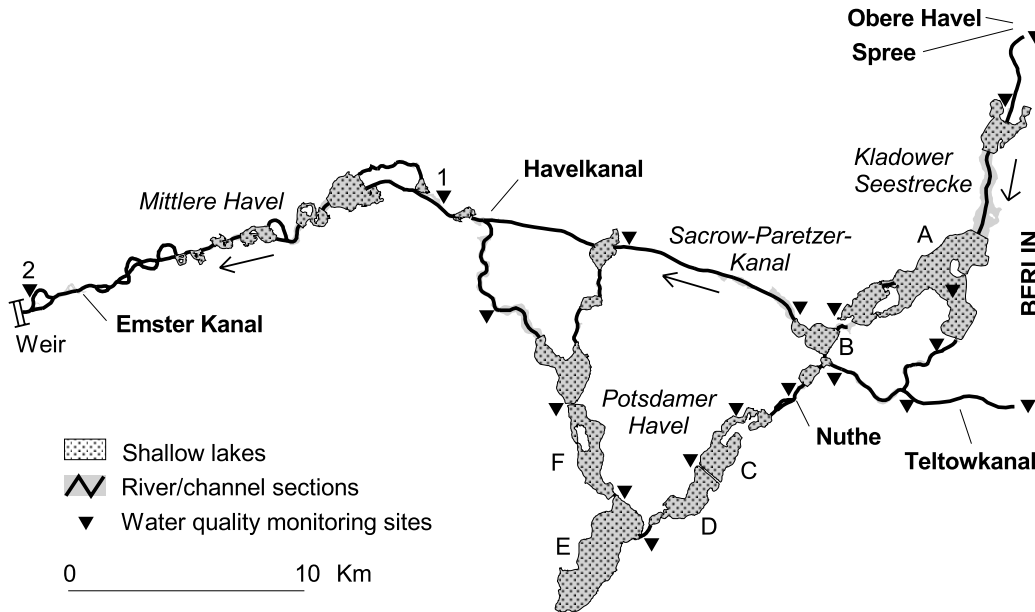 Obere Havel
Spree
Kladower
Seestrecke
1
Havelkanal
Mittlere Havel
Sacrow-Paretzer-
Kanal
A
BERLIN
2
Emster Kanal
Weir
B
Potsdamer
Havel
Nuthe
Teltowkanal
Shallow lakes
F
C
River/channel sections
Water quality monitoring sites
D
E
0 10 Km